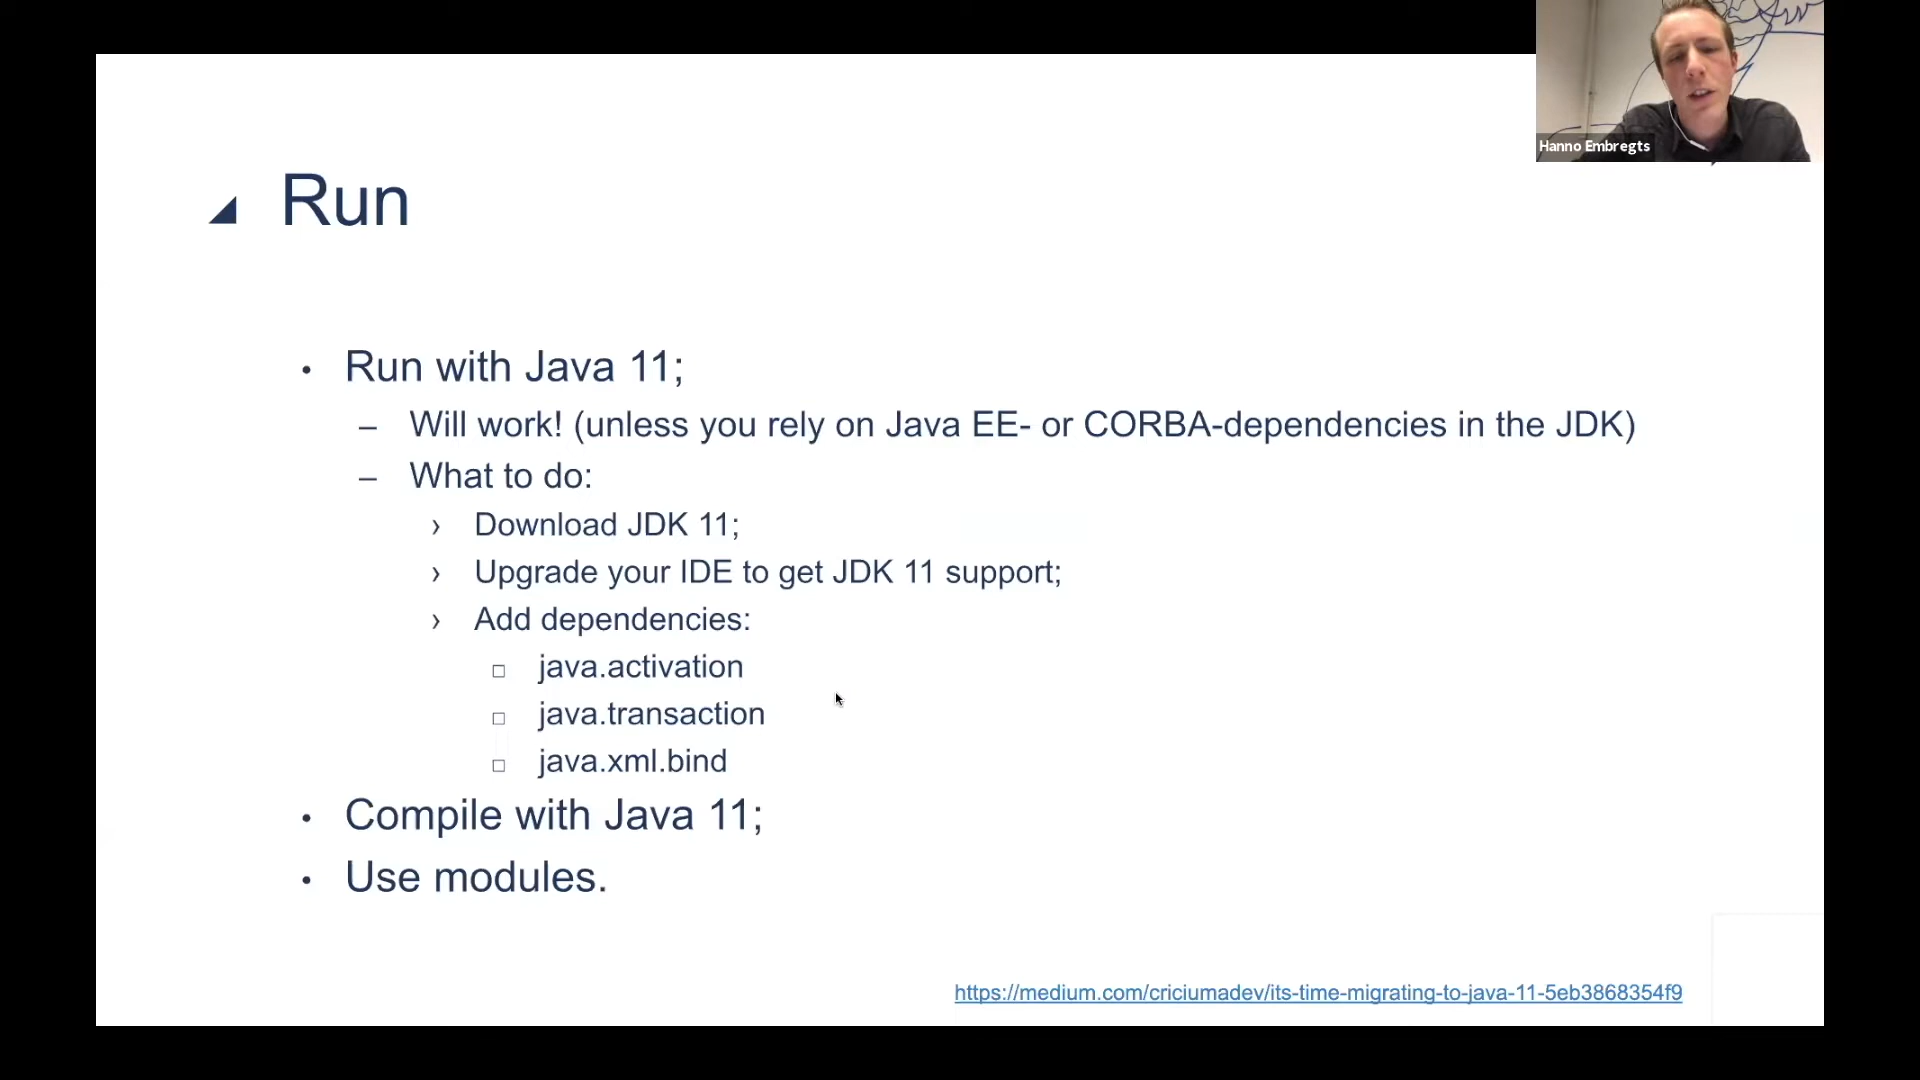 Hanno Embregts
Run
Run with Java 11;
Will work! (unless you rely on Java EE- or CORBA-dependencies in the JDK)
What to do:
Download JDK 11;
Upgrade your IDE to get JDK 11 support;
Add dependencies:
java.activation
java.transaction
java.xml.bind
Compile with Java 11;
Use modules.
https://medium.com/criciumadev/its-time-migrating-to-java-11-5eb3868354f9